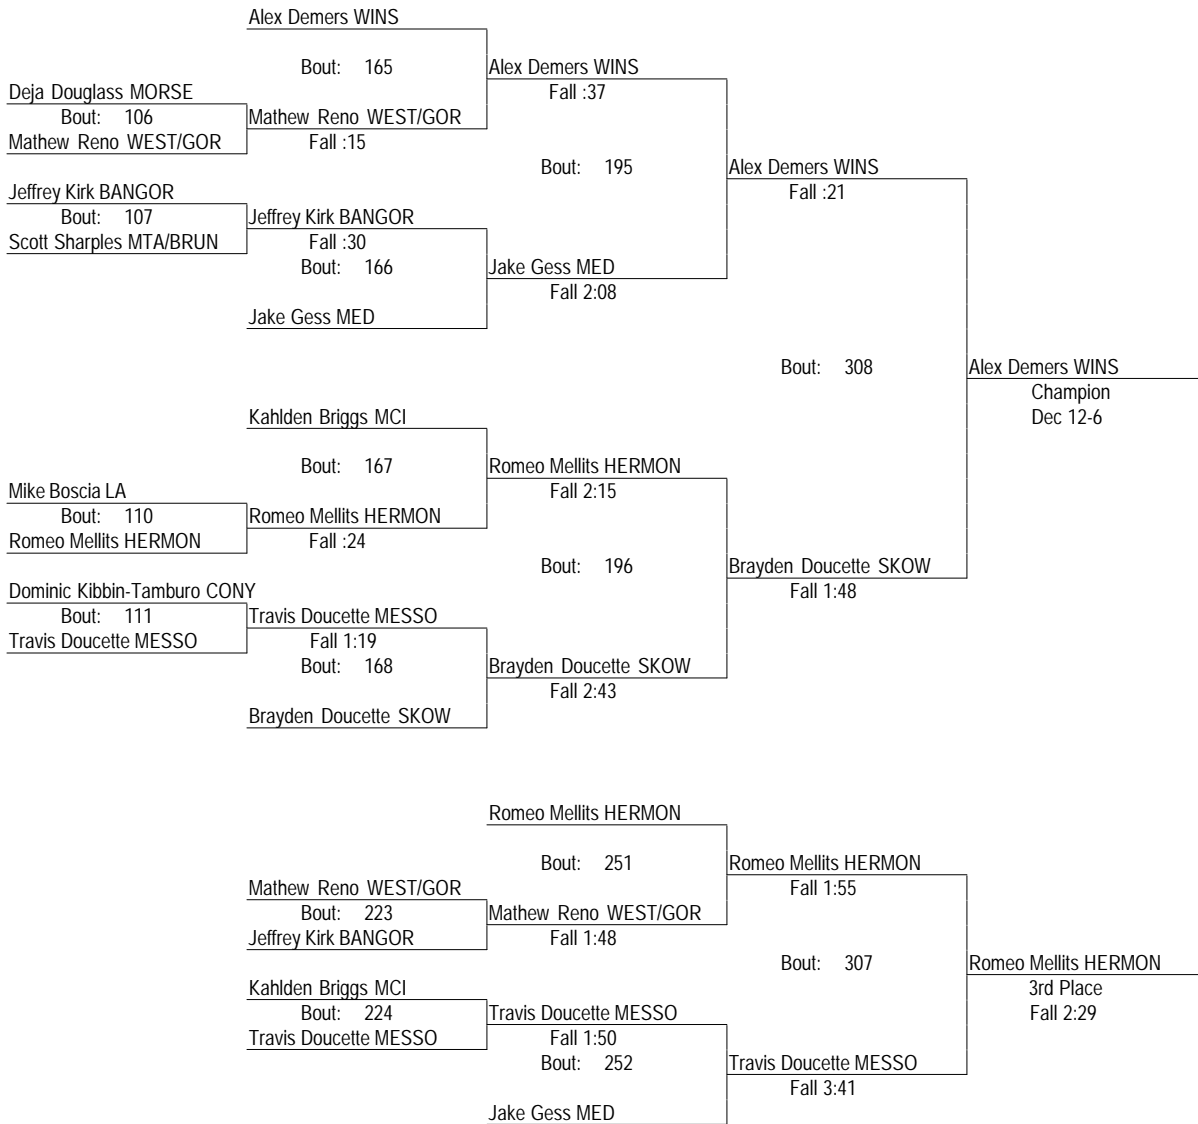 Alex Demers WINS
Bout: 165
Alex Demers WINS
Deja Douglass MORSE
Fall :37
Bout: 106
Mathew Reno WEST/GOR
Mathew Reno WEST/GOR
Fall :15
Bout: 195
Alex Demers WINS
Jeffrey Kirk BANGOR
Fall :21
Bout: 107
Jeffrey Kirk BANGOR
Scott Sharples MTA/BRUN
Fall :30
Bout: 166
Jake Gess MED
Fall 2:08
Jake Gess MED
Bout: 308
Alex Demers WINS
Champion
Kahlden Briggs MCI
Dec 12-6
Bout: 167
Romeo Mellits HERMON
Mike Boscia LA
Fall 2:15
Bout: 110
Romeo Mellits HERMON
Romeo Mellits HERMON
Fall :24
Bout: 196
Brayden Doucette SKOW
Dominic Kibbin-Tamburo CONY
Fall 1:48
Bout: 111
Travis Doucette MESSO
Travis Doucette MESSO
Fall 1:19
Bout: 168
Brayden Doucette SKOW
Fall 2:43
Brayden Doucette SKOW
Romeo Mellits HERMON
Bout: 251
Romeo Mellits HERMON
Mathew Reno WEST/GOR
Fall 1:55
Bout: 223
Mathew Reno WEST/GOR
Jeffrey Kirk BANGOR
Fall 1:48
Bout: 307
Romeo Mellits HERMON
Kahlden Briggs MCI
3rd Place
Bout: 224
Travis Doucette MESSO
Fall 2:29
Travis Doucette MESSO
Fall 1:50
Bout: 252
Travis Doucette MESSO
Fall 3:41
Jake Gess MED